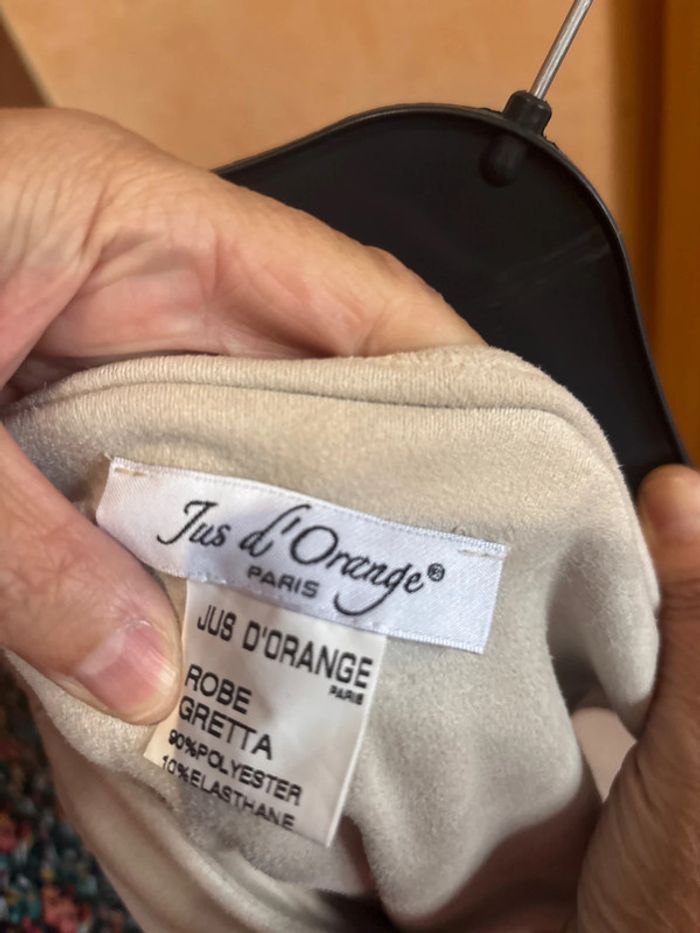 Jus d'Orange®
PARIS
JUS D'ORANGE
PARIS
ROBE
GRETTA
90%POLYESTER
10%ELASTHANE